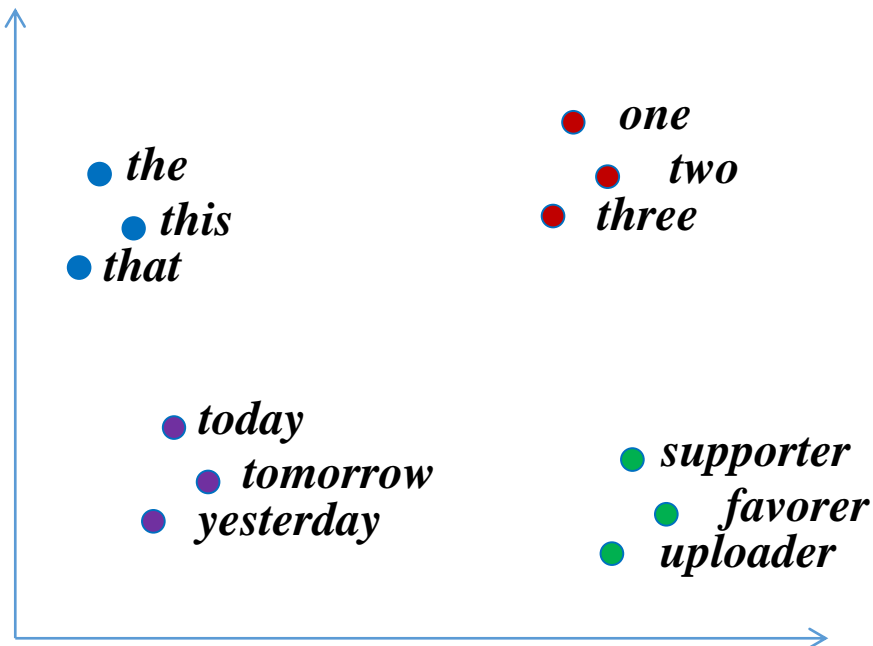 the
this
that
one
two
three
today
tomorrow
yesterday
supporter
favorer
uploader